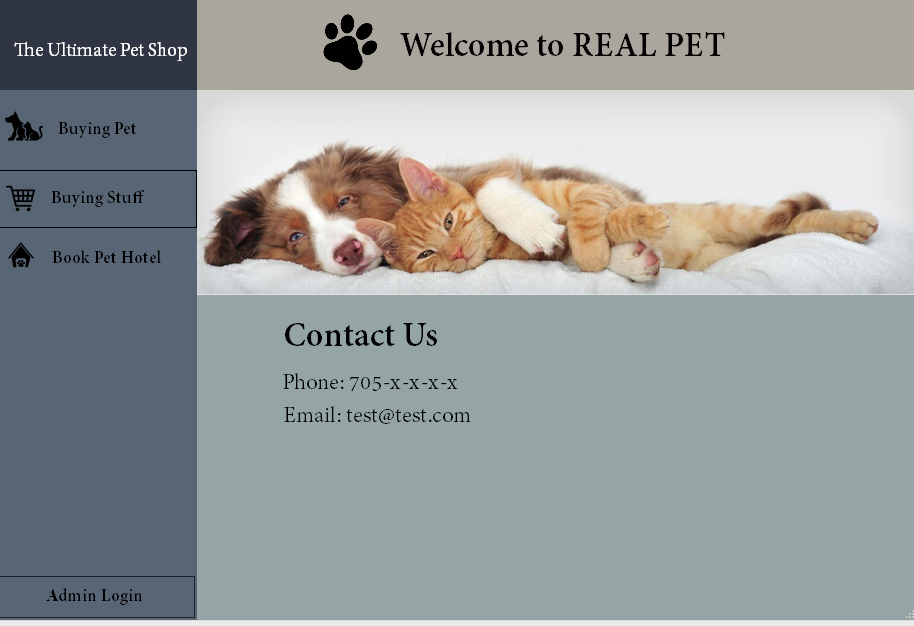 The Ultimate Pet Shop
Welcome to REAL PET
Buying Pet
Buying Stuff
Book Pet Hotel
Contact Us
Phone: 705-x-x-x-x
Email: test@test.com
Admin Login